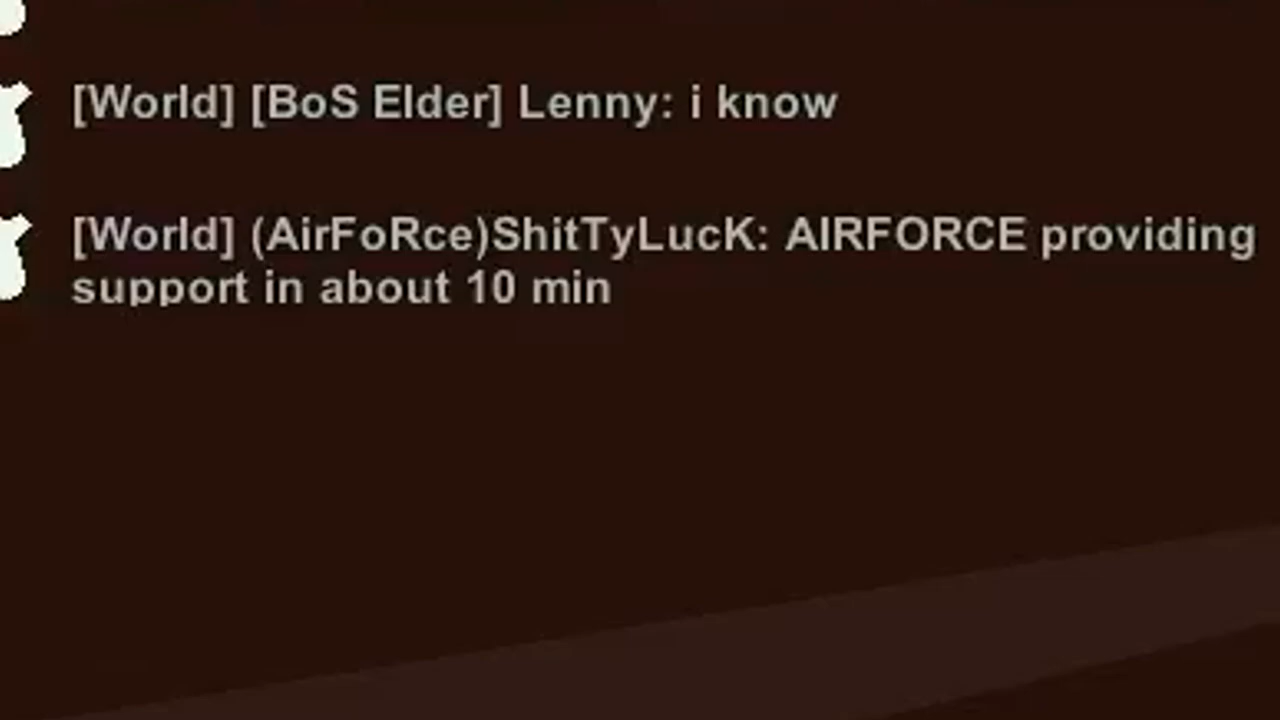 [World] [BoS Elder] Lenny: i know
[World] (AirFoRce)ShitTyLucK: AIRFORCE providing
support in about 10 min